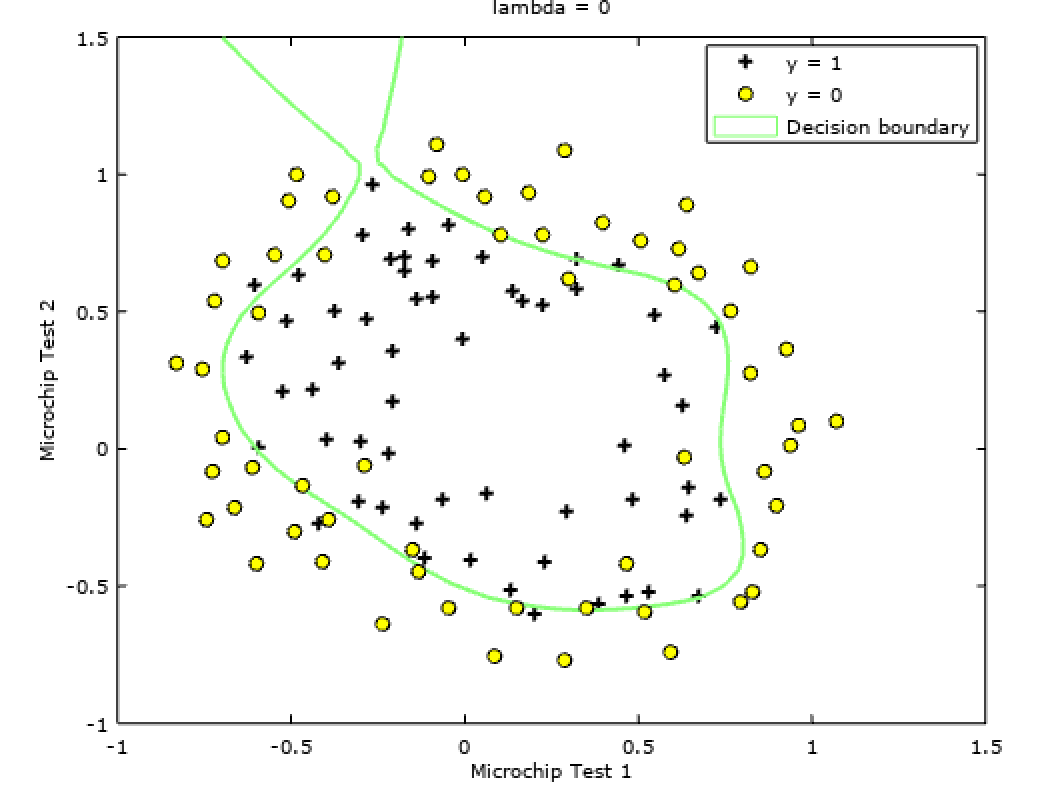 lambda = 0
y = 1
y = 0
Decision boundary
1.5
1
0.5
0
-0.5
-1
Microchip Test 2
-1
-0.5
0
0.5
1
1.5
Microchip Test 1